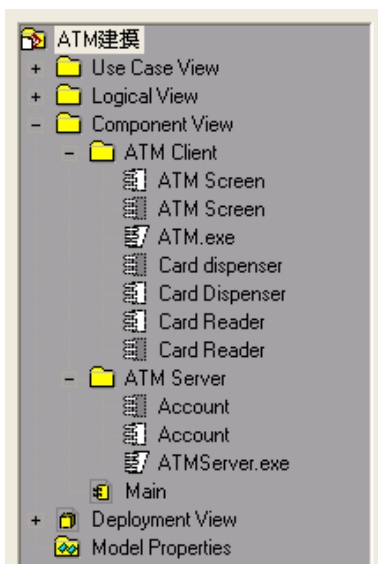 ATM建摸
Use Case View
Logical View
Component View
ATM Client
ATM Screen
ATM Screen
ATM.exe
Card dispenser
Card Dispenser
Card Reader
Card Reader
ATM Server
Account
Account
ATMServer.exe
Main
Deployment View
Model Properties